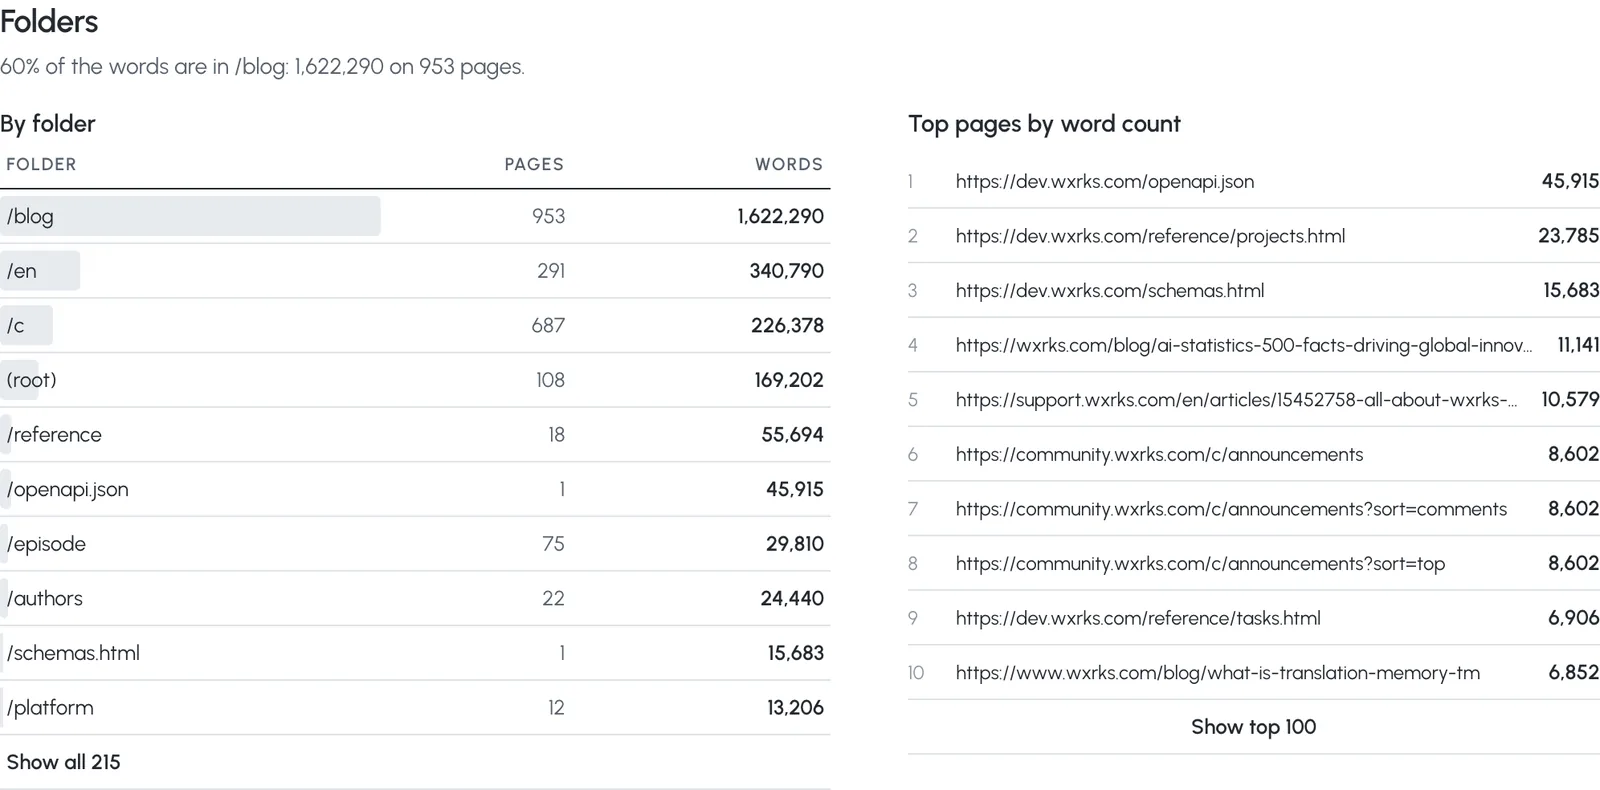 Folders
60% of the words are in /blog: 1,622,290 on 953 pages.
By folder
FOLDER PAGES WORDS
/blog 953 1,622,290
/en 291 340,790
/c 687 226,378
(root) 108 169,202
/reference 18 55,694
/openapi.json 1 45,915
/episode 75 29,810
/authors 22 24,440
/schemas.html 1 15,683
/platform 12 13,206
Show all 215
Top pages by word count
1 https://dev.wxrks.com/openapi.json 45,915
2 https://dev.wxrks.com/reference/projects.html 23,785
3 https://dev.wxrks.com/schemas.html 15,683
4 https://wxrks.com/blog/ai-statistics-500-facts-driving-global-innov... 11,141
5 https://support.wxrks.com/en/articles/15452758-all-about-wxrks-... 10,579
6 https://community.wxrks.com/c/announcements 8,602
7 https://community.wxrks.com/c/announcements?sort=comments 8,602
8 https://community.wxrks.com/c/announcements?sort=top 8,602
9 https://dev.wxrks.com/reference/tasks.html 6,906
10 https://www.wxrks.com/blog/what-is-translation-memory-tm 6,852
Show top 100